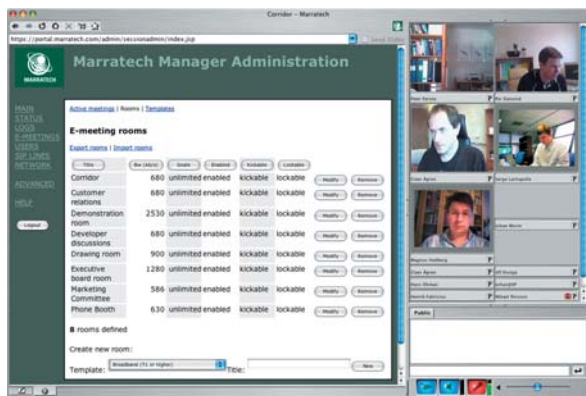 Corridor - Marratech
https://portal.marratech.com/admin/sessionadmin/index.jsp
MARRATECH
Marratech Manager Administration
MAIN
STATUS
LOGS
E-MEETINGS
USERS
SIP LINES
NETWORK
ADVANCED
HELP
Logout
Active meetings | Rooms | Templates
E-meeting rooms
Export rooms | Import rooms
Title Bw (kb/s) Seats Enabled Kickable Lockable
Corridor 680 unlimited enabled kickable lockable Modify Remove
Customer relations 680 unlimited enabled kickable lockable Modify Remove
Demonstration room 2530 unlimited enabled kickable lockable Modify Remove
Developer discussions 680 unlimited enabled kickable lockable Modify Remove
Drawing room 900 unlimited enabled kickable lockable Modify Remove
Executive board room 1280 unlimited enabled kickable lockable Modify Remove
Marketing Committee 586 unlimited enabled kickable lockable Modify Remove
Phone Booth 630 unlimited enabled kickable lockable Modify Remove
8 rooms defined
Create new room:
Template: Broadband (T1 or higher) Title: New
Claes Ågren
Magnus Hedberg
Claes Ågren
Public